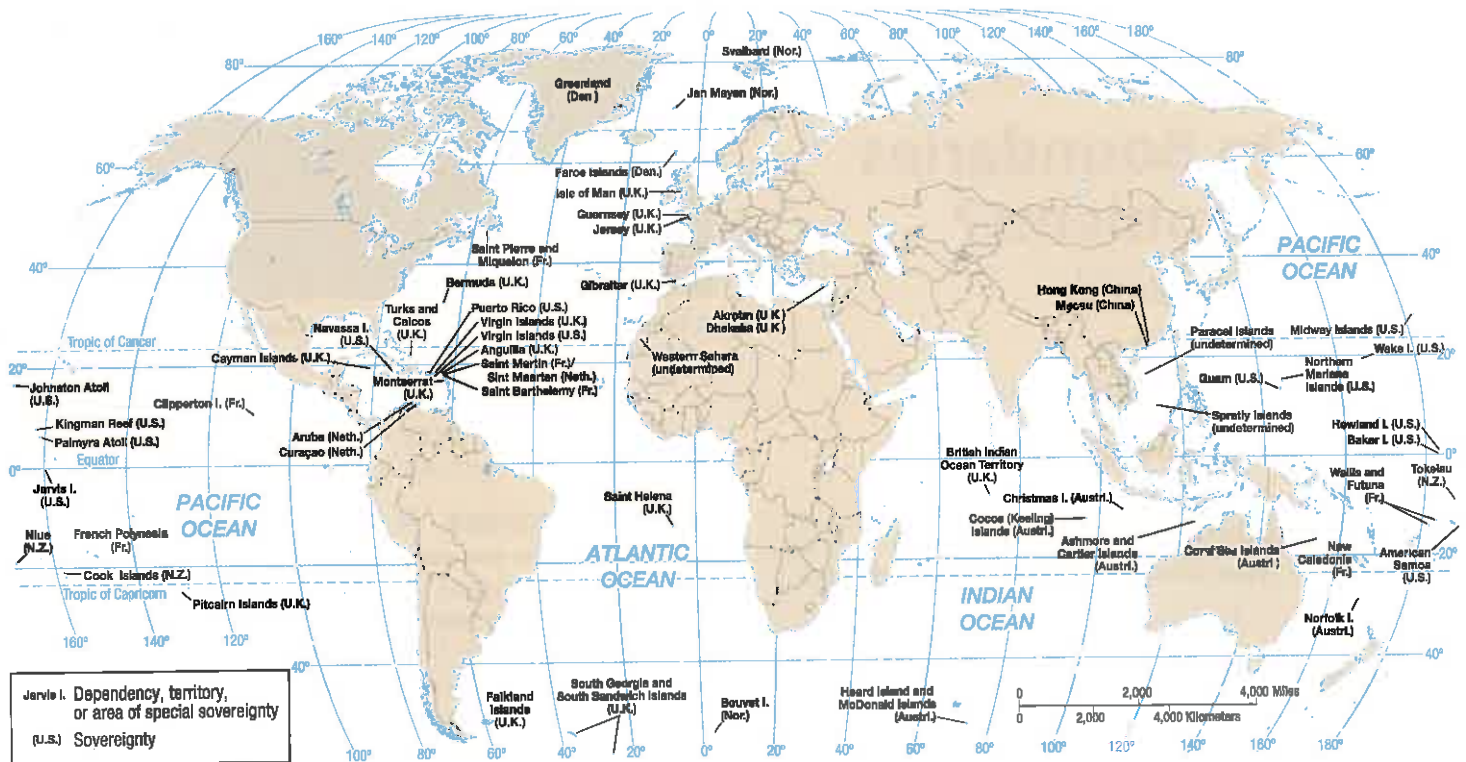 160° 140° 120° 100° 80° 60° 40° 20° 0° 20° 40° 60° 80° 100° 120° 140° 160°
Svalbard (Nor.)
80°
80°
Greenland
(Den.)
Jan Mayen (Nor.)
60°
60°
Faroe Islands (Den.)
Isle of Man (U.K.)
Guernsey (U.K.)
Jersey (U.K.)
Saint Pierre and
Miquelon (Fr.)
PACIFIC
OCEAN
40°
40°
Bermuda (U.K.)
Gibraltar (U.K.)
Turks and
Caicos
(U.K.)
Navassa I.
(U.S.)
Puerto Rico (U.S.)
Virgin Islands (U.K.)
Virgin Islands (U.S.)
Anguilla (U.K.)
Saint Martin (Fr.)/
Sint Maarten (Neth.)
Saint Barthelemy (Fr.)
Akrotiri (U.K.)
Dhekelia (U.K.)
Hong Kong (China)
Macau (China)
Paracel Islands
(undetermined)
Midway Islands (U.S.)
Wake I. (U.S.)
Tropic of Cancer
20°
20°
Cayman Islands (U.K.)
Montserrat
(U.K.)
Western Sahara
(undetermined)
Guam (U.S.)
Northern
Mariana
Islands (U.S.)
Johnston Atoll
(U.S.)
Clipperton I. (Fr.)
Kingman Reef (U.S.)
Palmyra Atoll (U.S.)
Aruba (Neth.)
Curaçao (Neth.)
Spratly Islands
(undetermined)
Howland I. (U.S.)
Baker I. (U.S.)
Equator
0°
0°
British Indian
Ocean Territory
(U.K.)
Jarvis I.
(U.S.)
PACIFIC
OCEAN
Saint Helena
(U.K.)
Christmas I. (Austrl.)
Wallis and
Futuna
(Fr.)
Tokelau
(N.Z.)
Niue
(N.Z.)
French Polynesia
(Fr.)
ATLANTIC
OCEAN
Cocos (Keeling)
Islands (Austrl.)
Ashmore and
Cartier Islands
(Austrl.)
Coral Sea Islands
(Austrl.)
New
Caledonia
(Fr.)
American
Samoa
(U.S.)
20°
Cook Islands (N.Z.)
Tropic of Capricorn
Pitcairn Islands (U.K.)
INDIAN
OCEAN
Norfolk I.
(Austrl.)
160° 140° 120°
40°
40°
Falkland
Islands
(U.K.)
South Georgia and
South Sandwich Islands
(U.K.)
Bouvet I.
(Nor.)
Heard Island and
McDonald Islands
(Austrl.)
0 2,000 4,000 Miles
0 2,000 4,000 Kilometers
Jarvis I. Dependency, territory,
or area of special sovereignty
(U.S.) Sovereignty
100° 80° 60° 40° 20° 0° 20° 40° 60° 80° 100° 120° 140° 160° 180° 180°